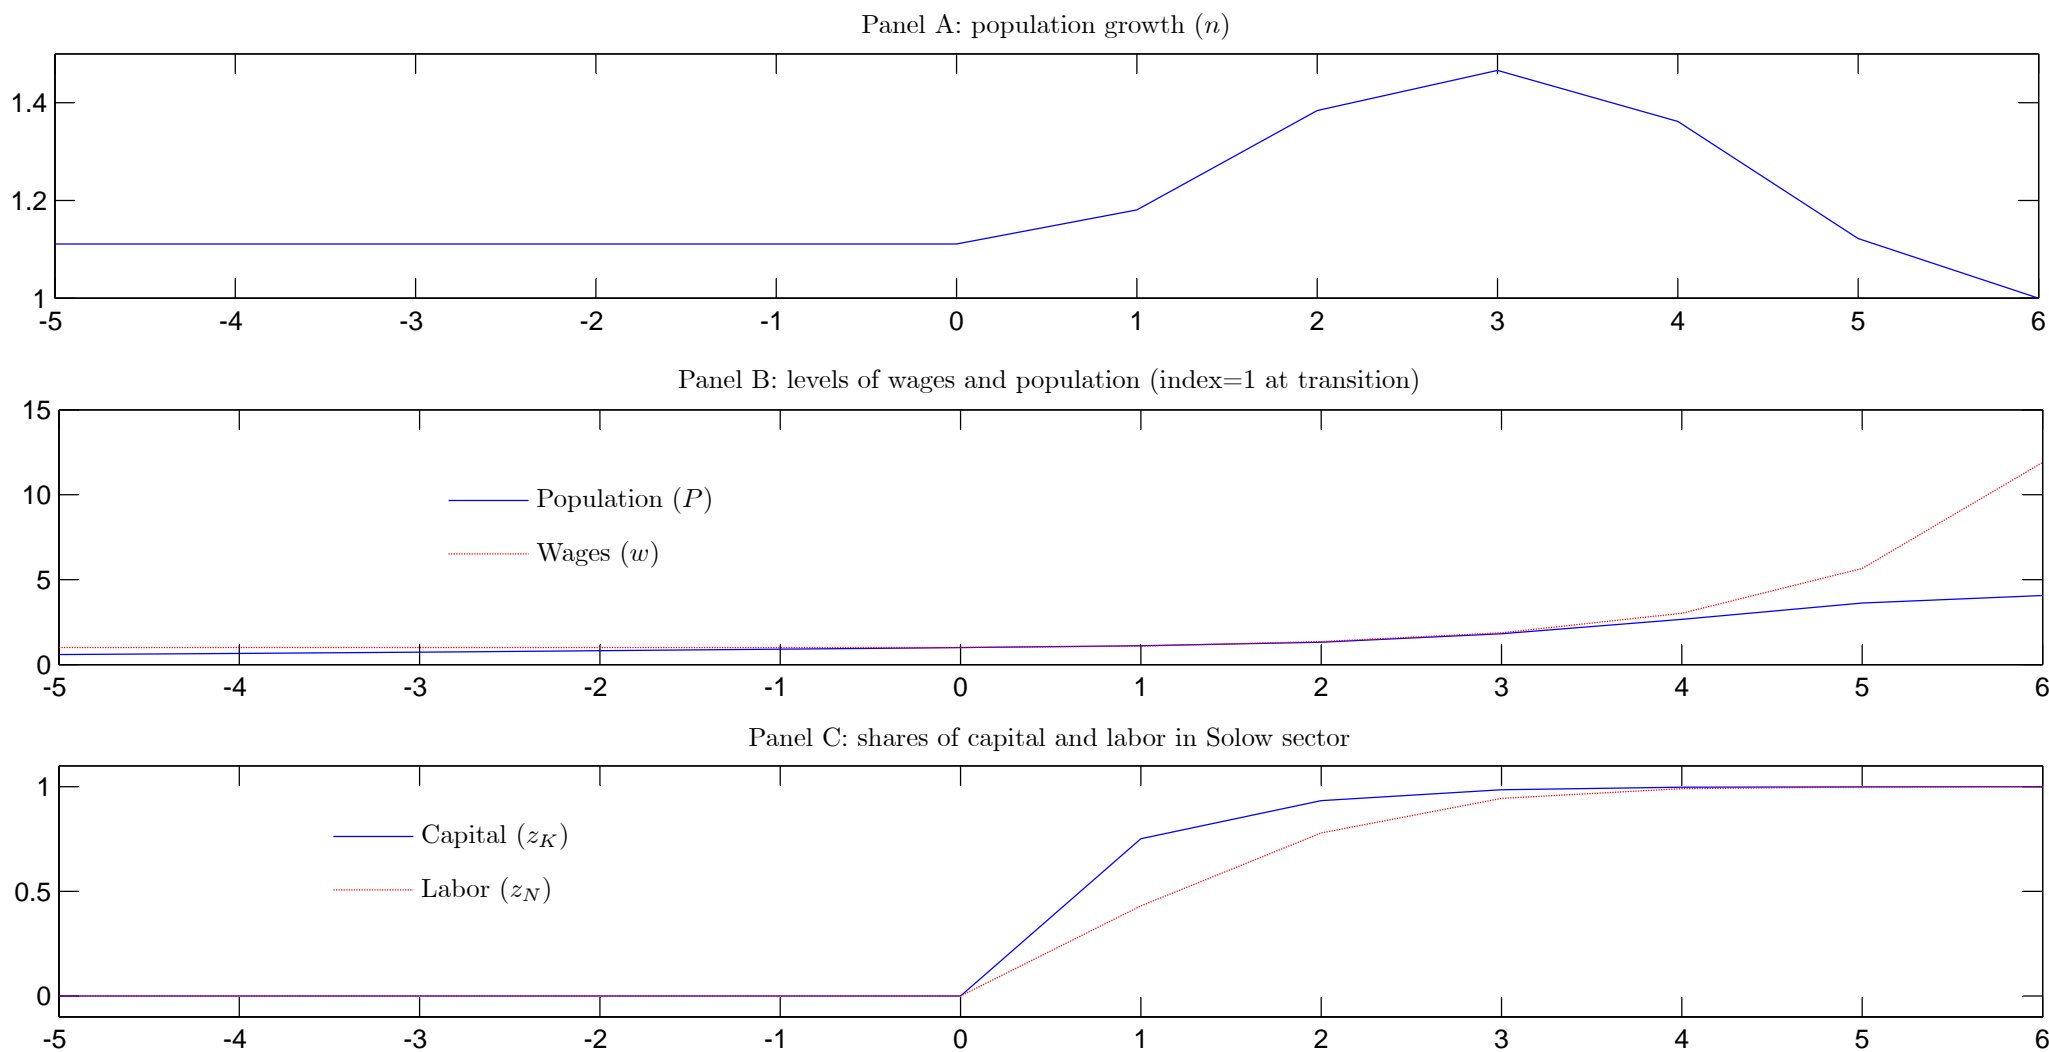 Panel A: population growth (n)
1.4
1.2
1
-5 -4 -3 -2 -1 0 1 2 3 4 5 6
Panel B: levels of wages and population (index=1 at transition)
15
10
5
0
Population (P)
Wages (w)
-5 -4 -3 -2 -1 0 1 2 3 4 5 6
Panel C: shares of capital and labor in Solow sector
1
0.5
0
Capital (z_K)
Labor (z_N)
-5 -4 -3 -2 -1 0 1 2 3 4 5 6